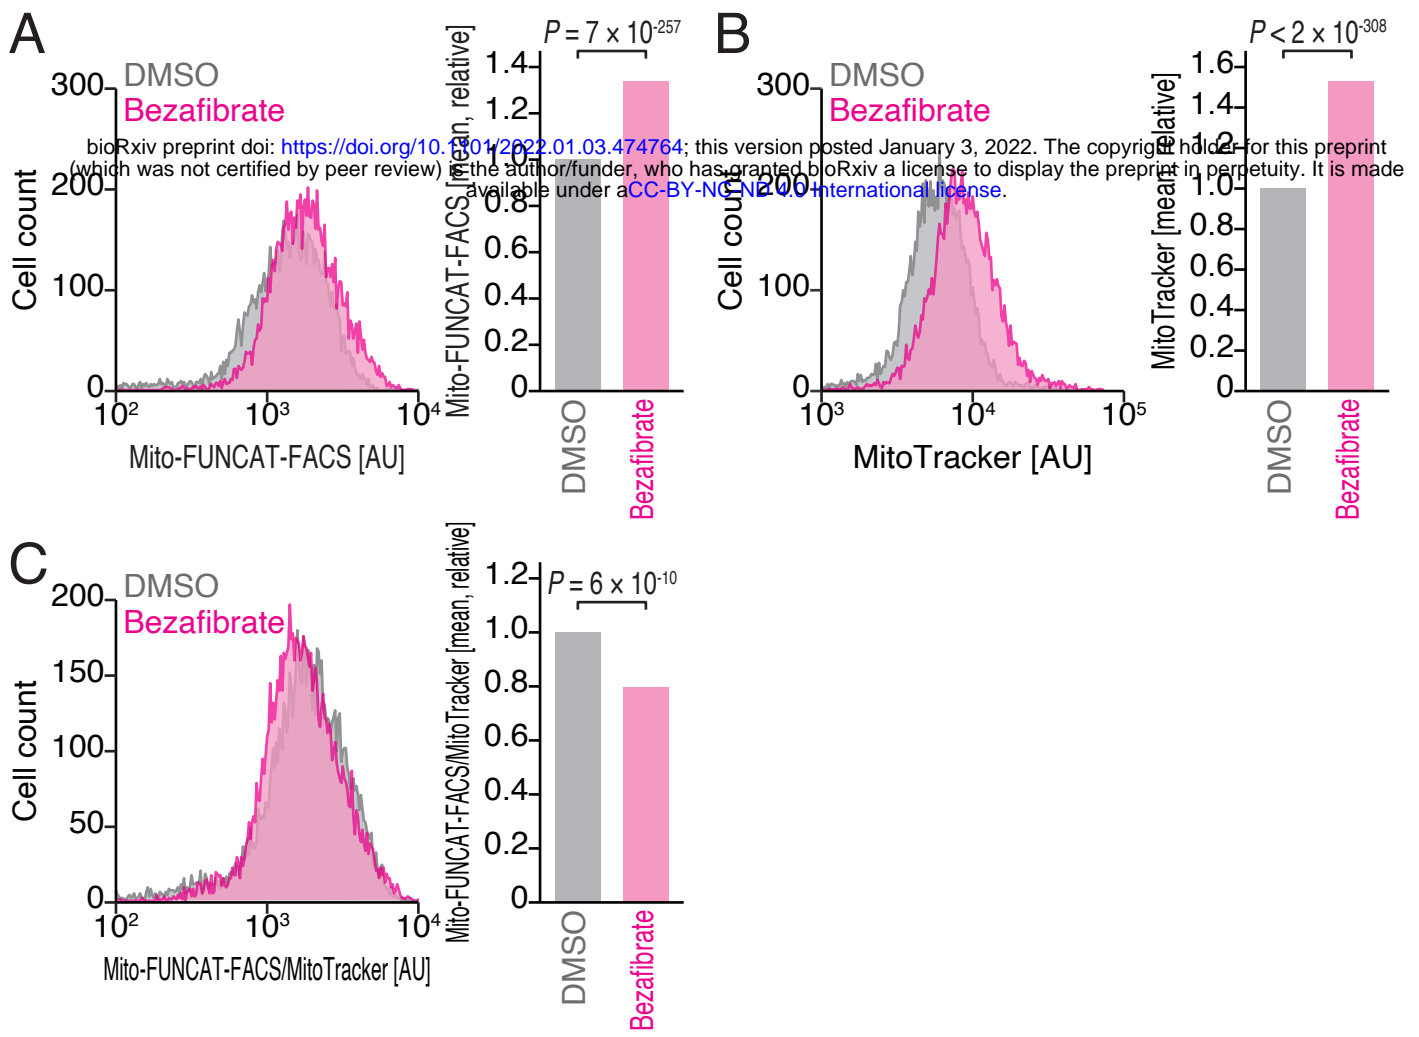 A
DMSO
Bezafibrate
300
200
100
0
10²
10³
10⁴
Cell count
Mito-FUNCAT-FACS [AU]
P = 7 × 10⁻²⁵⁷
Mito-FUNCAT-FACS [mean, relative]
1.4
1.2
1.0
0.8
0.6
0.4
0.2
0
DMSO
Bezafibrate
B
DMSO
Bezafibrate
300
200
100
0
10³
10⁴
10⁵
Cell count
MitoTracker [AU]
P < 2 × 10⁻³⁰⁸
MitoTracker [mean, relative]
1.6
1.4
1.2
1.0
0.8
0.6
0.4
0.2
0
DMSO
Bezafibrate
bioRxiv preprint doi: https://doi.org/10.1101/2022.01.03.474764; this version posted January 3, 2022. The copyright holder for this preprint
(which was not certified by peer review) is the author/funder, who has granted bioRxiv a license to display the preprint in perpetuity. It is made
available under aCC-BY-NC-ND 4.0 International license.
C
DMSO
Bezafibrate
200
150
100
50
0
10²
10³
10⁴
Cell count
Mito-FUNCAT-FACS/MitoTracker [AU]
P = 6 × 10⁻¹⁰
Mito-FUNCAT-FACS/MitoTracker [mean, relative]
1.2
1.0
0.8
0.6
0.4
0.2
0
DMSO
Bezafibrate